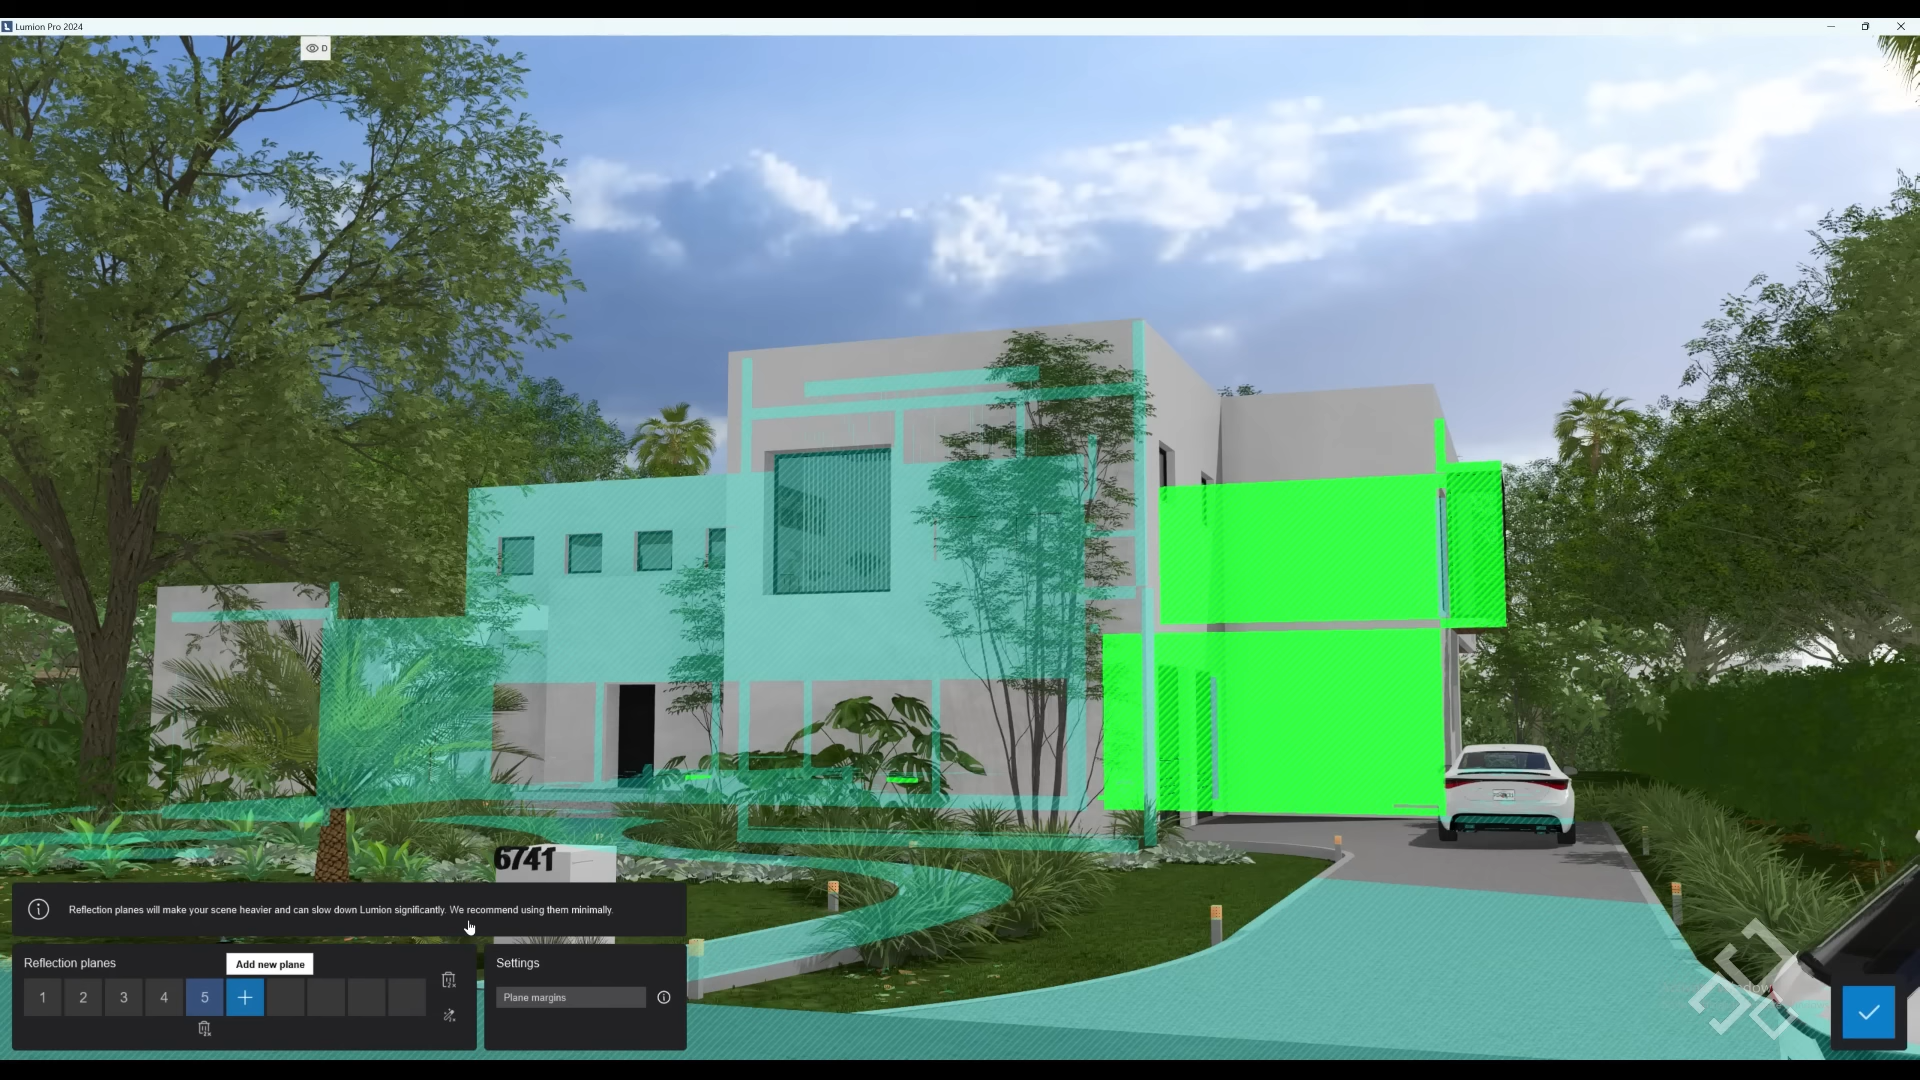 Lumion Pro 2024
D
6741
Reflection planes will make your scene heavier and can slow down Lumion significantly. We recommend using them minimally.
Reflection planes
Add new plane
Settings
1 2 3 4 5 +
Plane margins